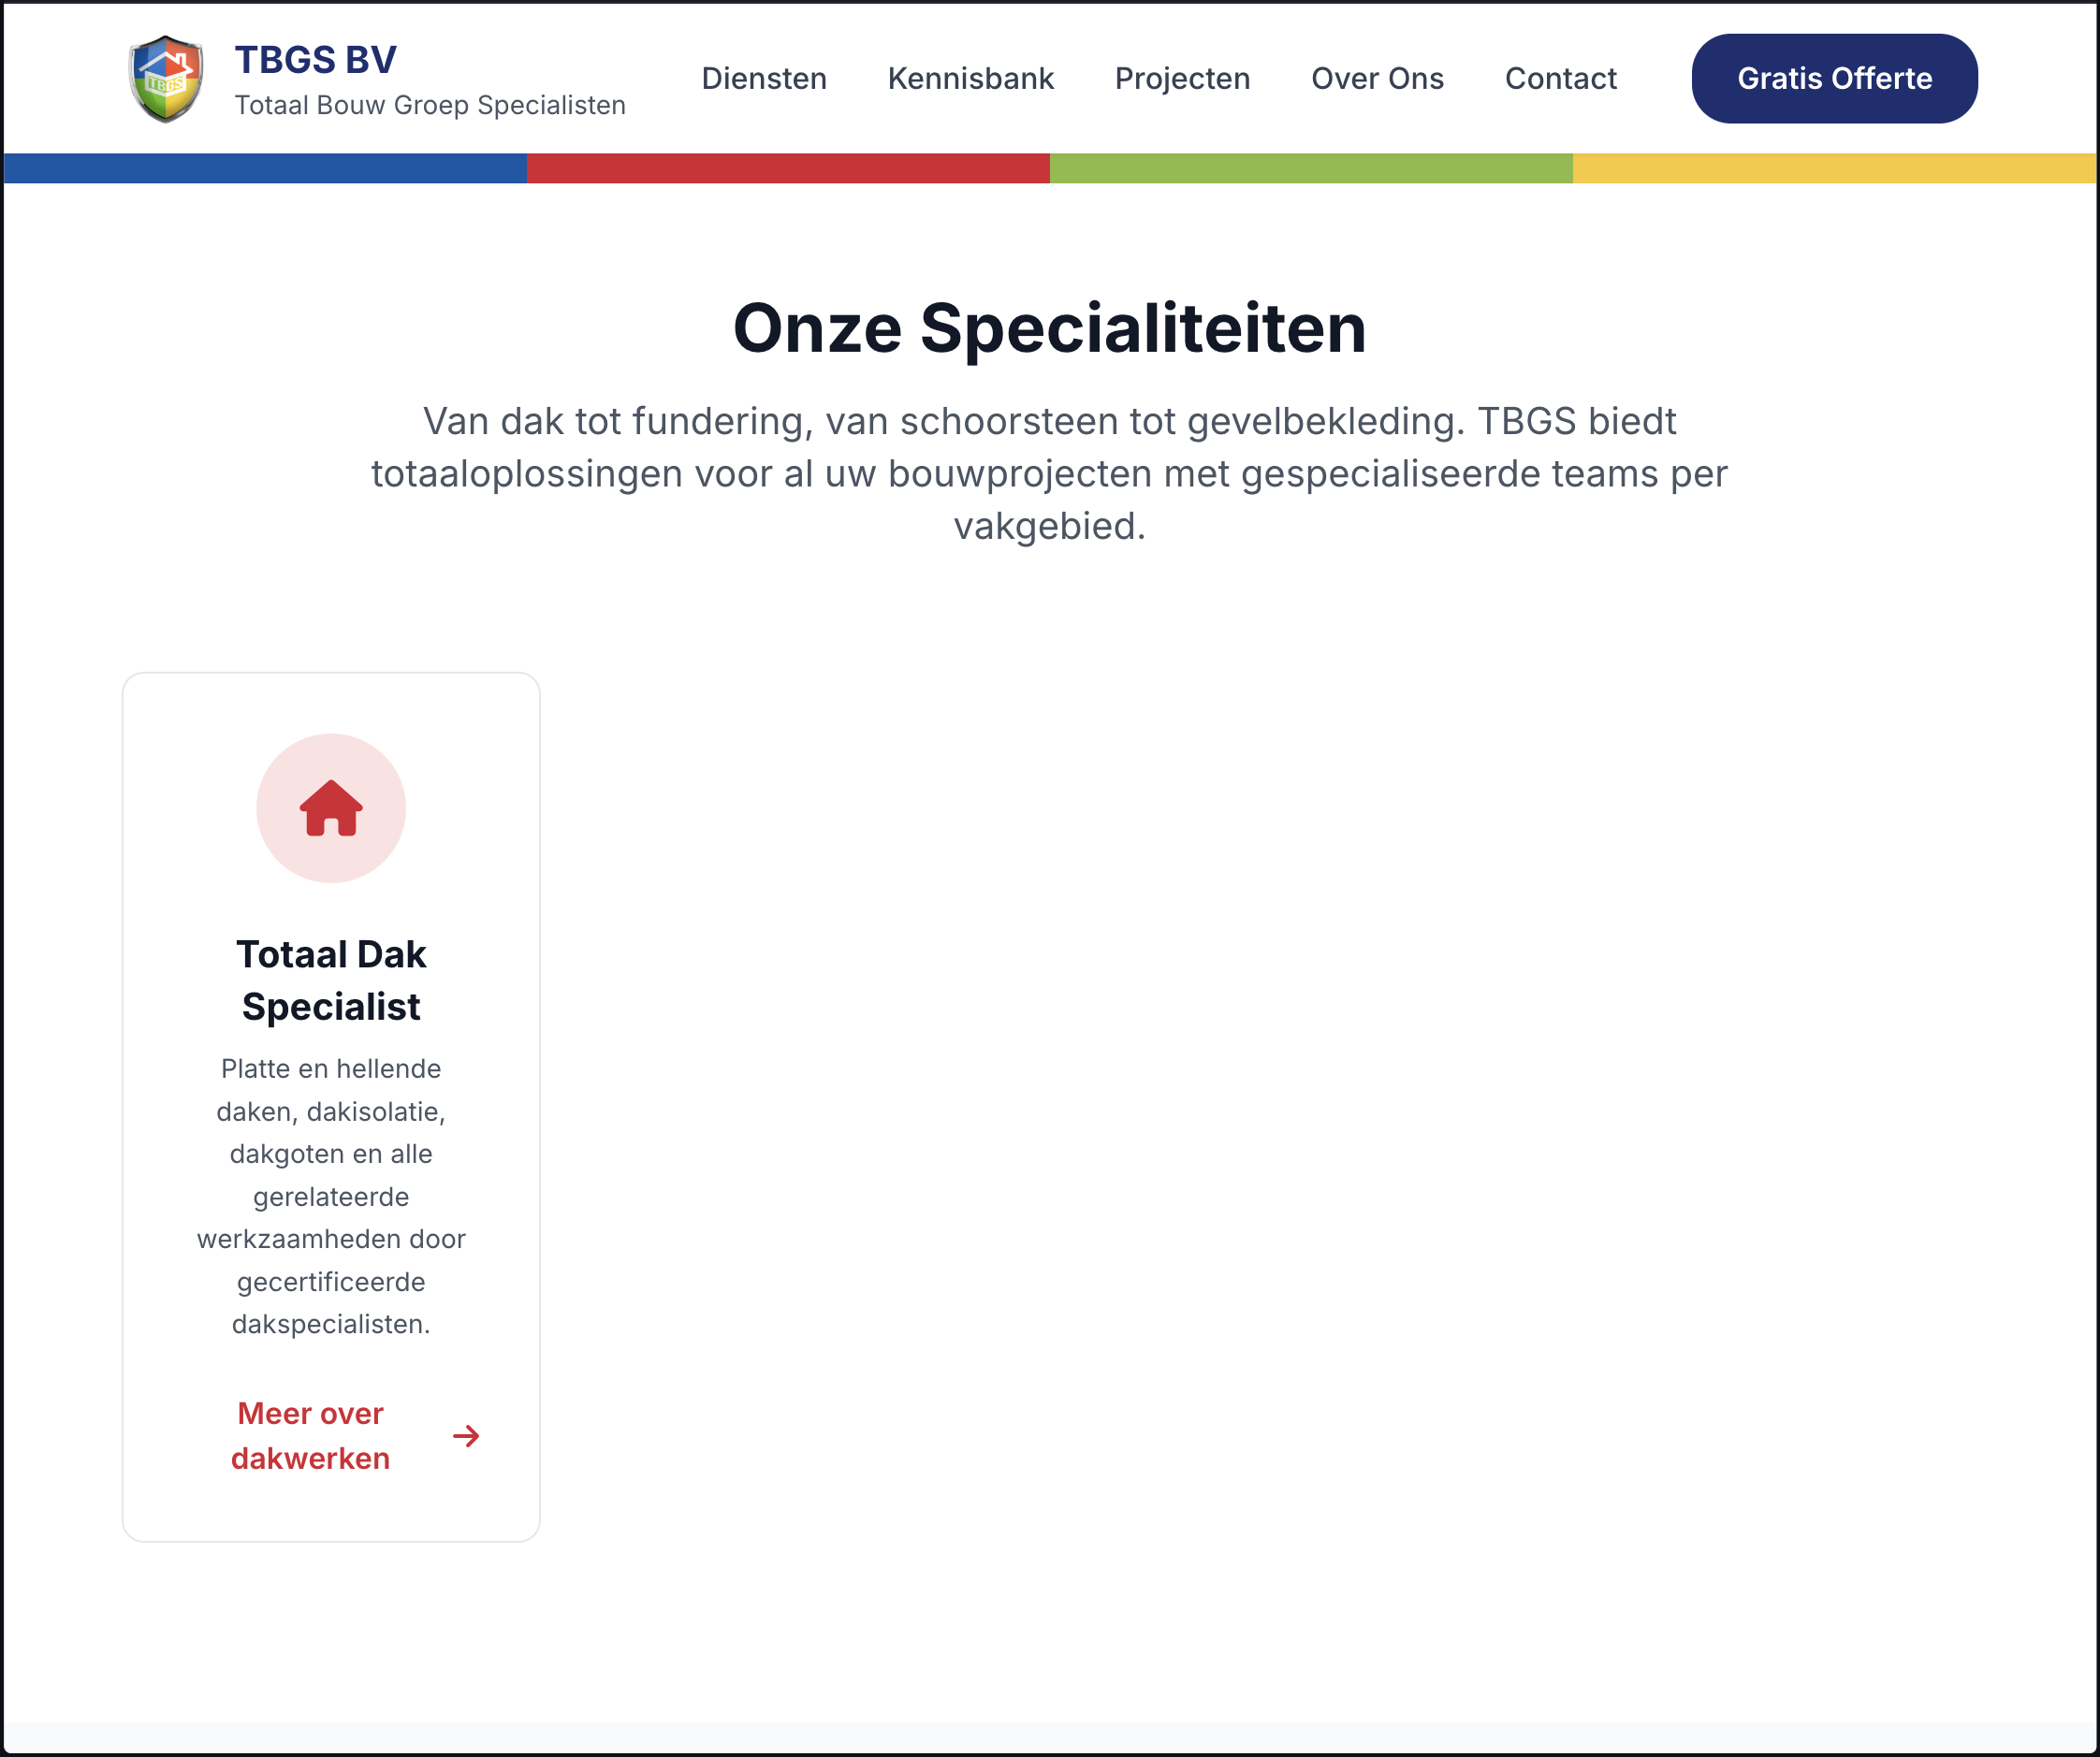 TBGS
TBGS BV
Totaal Bouw Groep Specialisten
Diensten
Kennisbank
Projecten
Over Ons
Contact
Gratis Offerte
Onze Specialiteiten
Van dak tot fundering, van schoorsteen tot gevelbekleding. TBGS biedt
totaaloplossingen voor al uw bouwprojecten met gespecialiseerde teams per
vakgebied.
Totaal Dak
Specialist
Platte en hellende
daken, dakisolatie,
dakgoten en alle
gerelateerde
werkzaamheden door
gecertificeerde
dakspecialisten.
Meer over
dakwerken